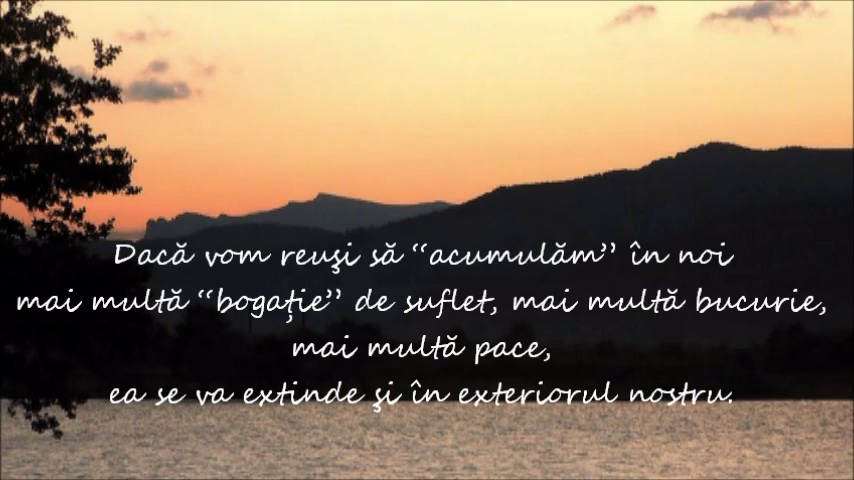 Dacă vom reuşi să “acumulăm” în noi
mai multă “bogaţie” de suflet, mai multă bucurie,
mai multă pace,
ea se va extinde şi în exteriorul nostru.